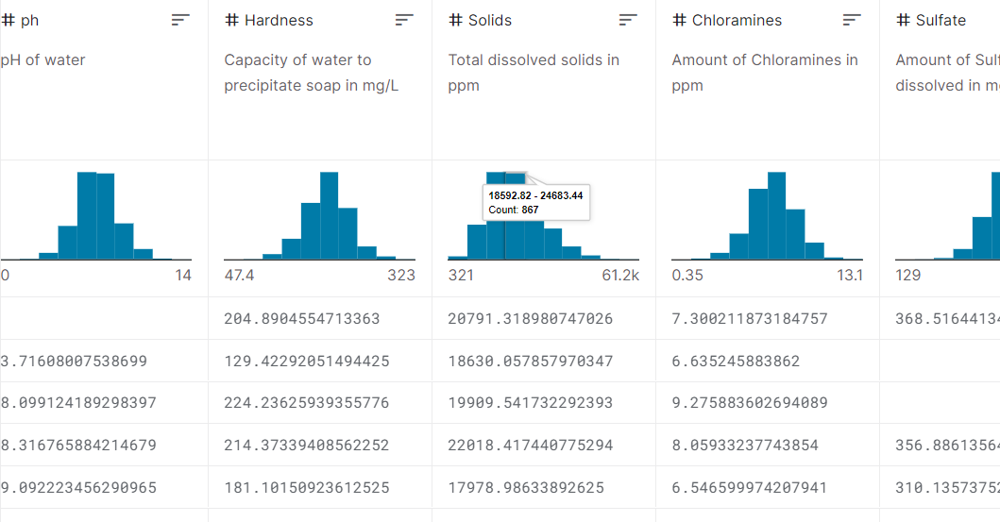 # ph
# Hardness
# Solids
# Chloramines
# Sulfate
pH of water
Capacity of water to
precipitate soap in mg/L
Total dissolved solids in
ppm
Amount of Chloramines in
ppm
Amount of Sulf
dissolved in m
18592.82 - 24683.44
Count: 867
0 14
47.4 323
321 61.2k
0.35 13.1
129
204.8904554713363 20791.318980747026 7.300211873184757 368.51644134
3.71608007538699 129.42292051494425 18630.057857970347 6.635245883862
8.099124189298397 224.23625939355776 19909.541732292393 9.275883602694089
8.316765884214679 214.37339408562252 22018.417440775294 8.05933237743854 356.88613564
9.092223456290965 181.10150923612525 17978.98633892625 6.546599974207941 310.13573752